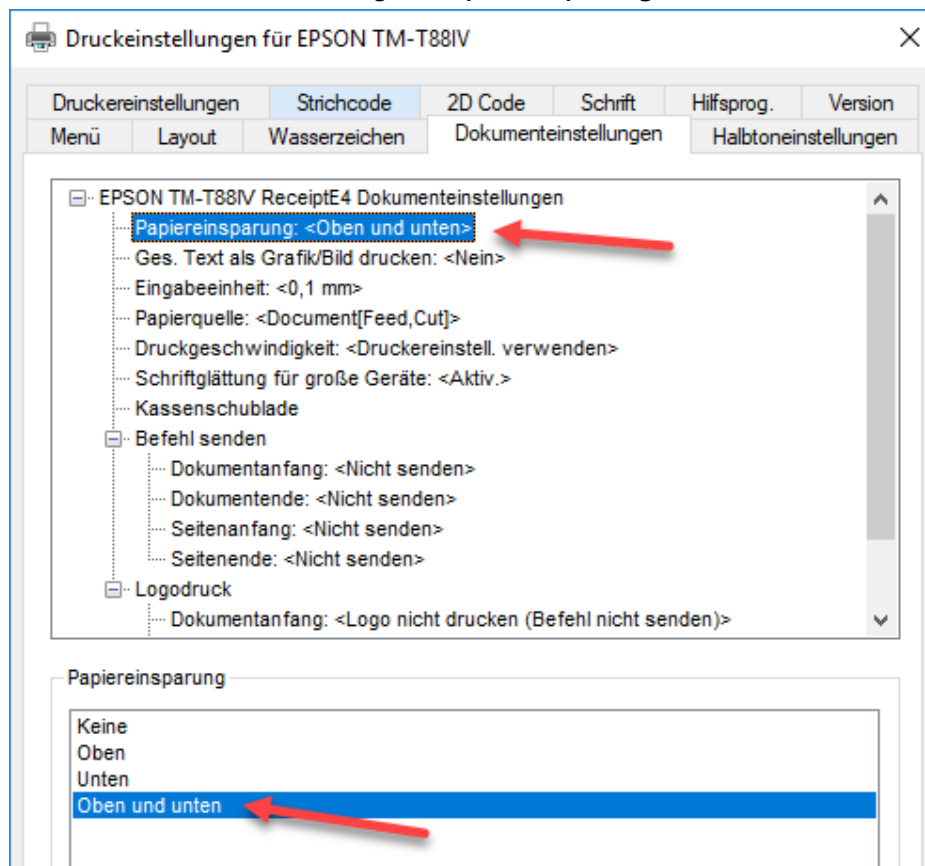 Druckeinstellungen für EPSON TM-T88IV
Druckereinstellungen Strichcode 2D Code Schrift Hilfsprog. Version
Menü Layout Wasserzeichen Dokumenteinstellungen Halbtoneinstellungen
EPSON TM-T88IV ReceiptE4 Dokumenteinstellungen
Papiereinsparung: <Oben und unten>
Ges. Text als Grafik/Bild drucken: <Nein>
Eingabeeinheit: <0,1 mm>
Papierquelle: <Document[Feed,Cut]>
Druckgeschwindigkeit: <Druckereinstell. verwenden>
Schriftglättung für große Geräte: <Aktiv.>
Kassenschublade
Befehl senden
Dokumentanfang: <Nicht senden>
Dokumentende: <Nicht senden>
Seitenanfang: <Nicht senden>
Seitenende: <Nicht senden>
Logodruck
Dokumentanfang: <Logo nicht drucken (Befehl nicht senden)>
Papiereinsparung
Keine
Oben
Unten
Oben und unten